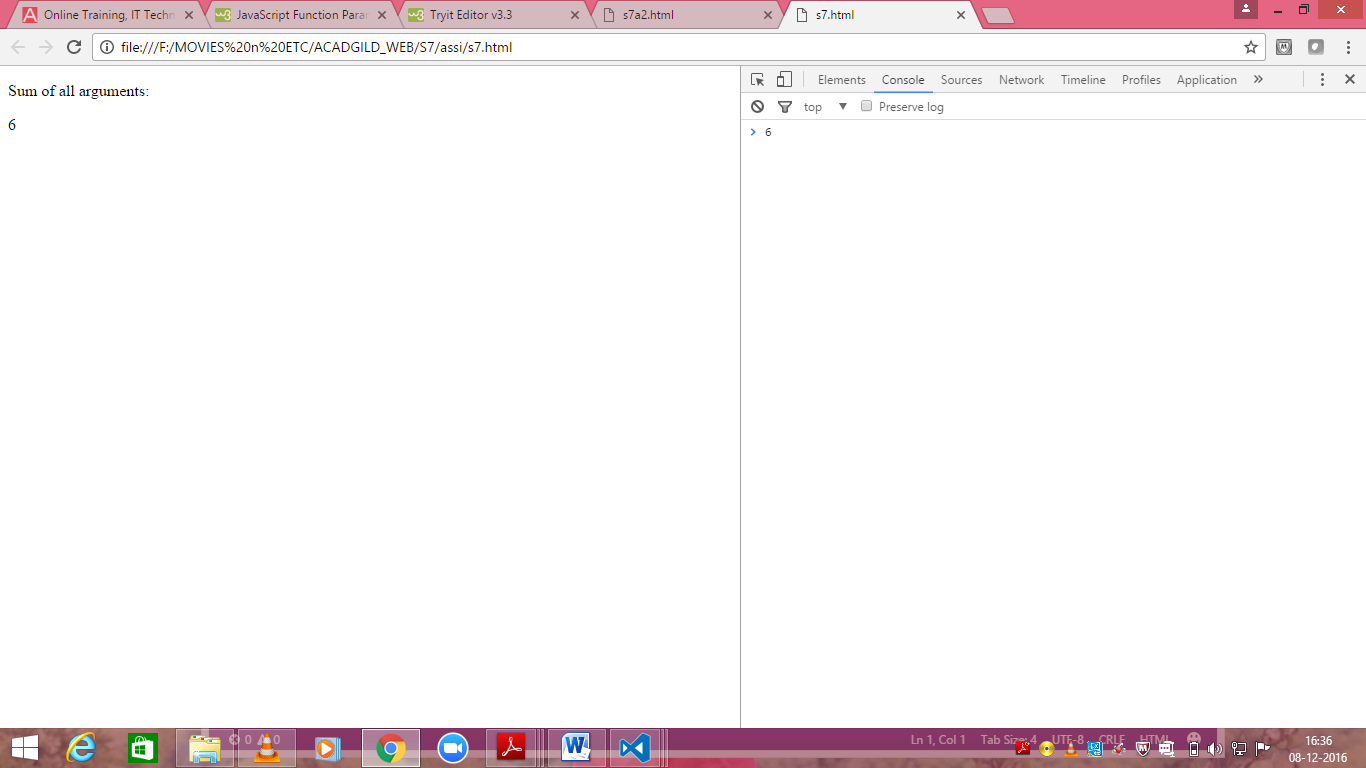 Online Training, IT Techn
JavaScript Function Para
Tryit Editor v3.3
s7a2.html
s7.html
file:///F:/MOVIES%20n%20ETC/ACADGILD_WEB/S7/assi/s7.html
Sum of all arguments:
6
Elements Console Sources Network Timeline Profiles Application »
top Preserve log
> 6
0 0
Ln 1, Col 1 Tab Size: 4 UTF-8 CRLF HTML
16:36
08-12-2016